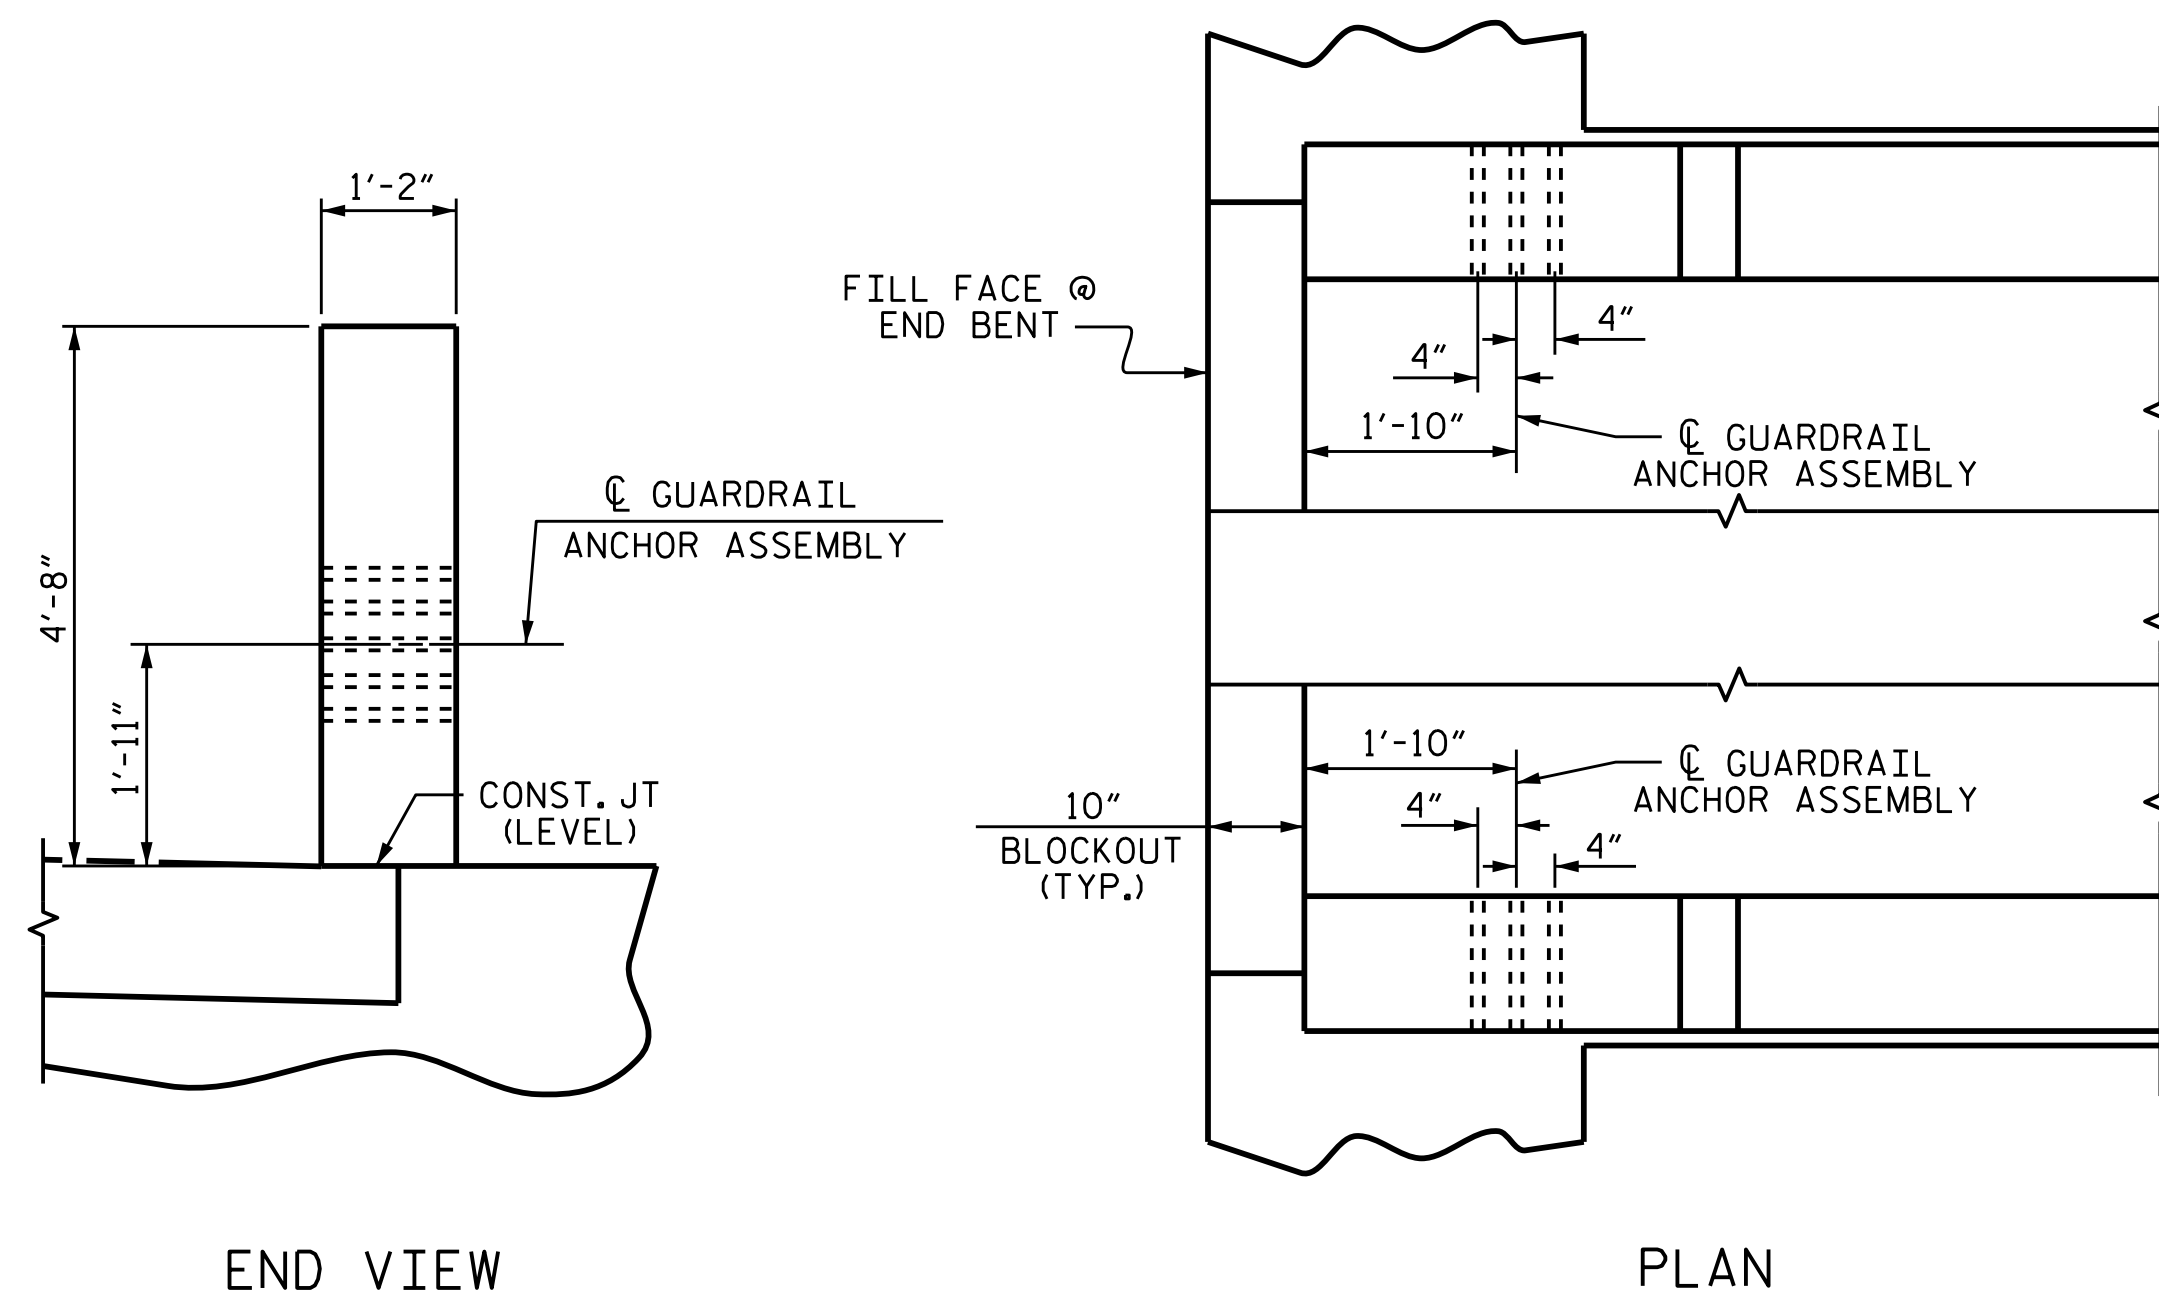 1'-2"
4'-8"
1'-11"
℄ GUARDRAIL
ANCHOR ASSEMBLY
CONST. JT
(LEVEL)
END VIEW
FILL FACE @
END BENT
4"
4"
1'-10"
℄ GUARDRAIL
ANCHOR ASSEMBLY
1'-10"
℄ GUARDRAIL
ANCHOR ASSEMBLY
4"
4"
10"
BLOCKOUT
(TYP.)
PLAN